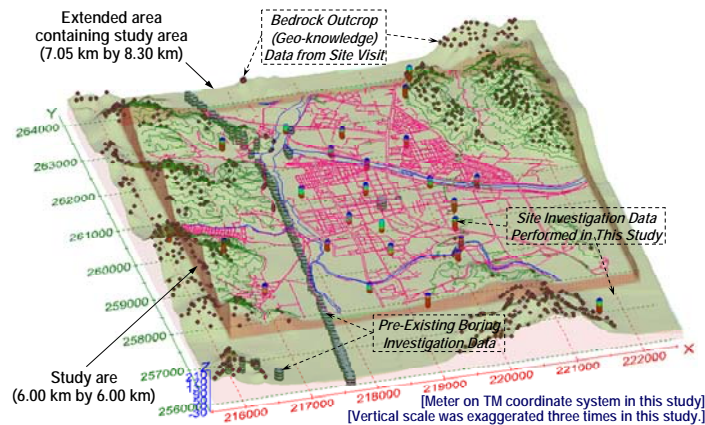 Extended area
containing study area
(7.05 km by 8.30 km)
Bedrock Outcrop
(Geo-knowledge)
Data from Site Visit
Y
264000
263000
262000
261000
260000
259000
258000
257000
256000
Site Investigation Data
Performed in This Study
Pre-Existing Boring
Investigation Data
Study are
(6.00 km by 6.00 km)
Z
216000
217000
218000
219000
220000
221000
222000
X
[Meter on TM coordinate system in this study]
[Vertical scale was exaggerated three times in this study.]